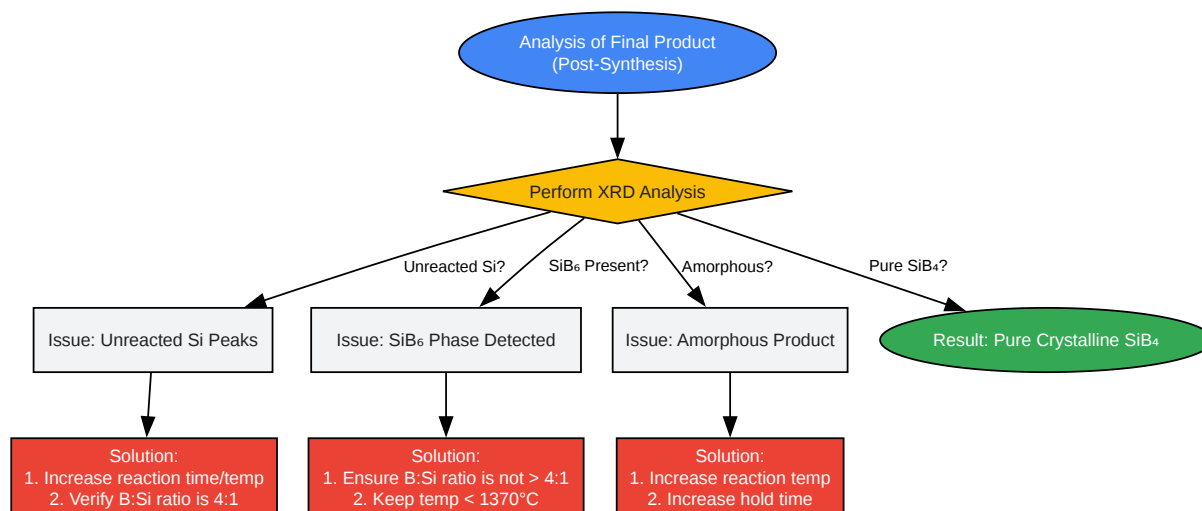 Analysis of Final Product
(Post-Synthesis)
Perform XRD Analysis
Unreacted Si?
SiB₆ Present?
Amorphous?
Pure SiB₄?
Issue: Unreacted Si Peaks
Issue: SiB₆ Phase Detected
Issue: Amorphous Product
Result: Pure Crystalline SiB₄
Solution:
1. Increase reaction time/temp
2. Verify B:Si ratio is 4:1
Solution:
1. Ensure B:Si ratio is not > 4:1
2. Keep temp < 1370°C
Solution:
1. Increase reaction temp
2. Increase hold time